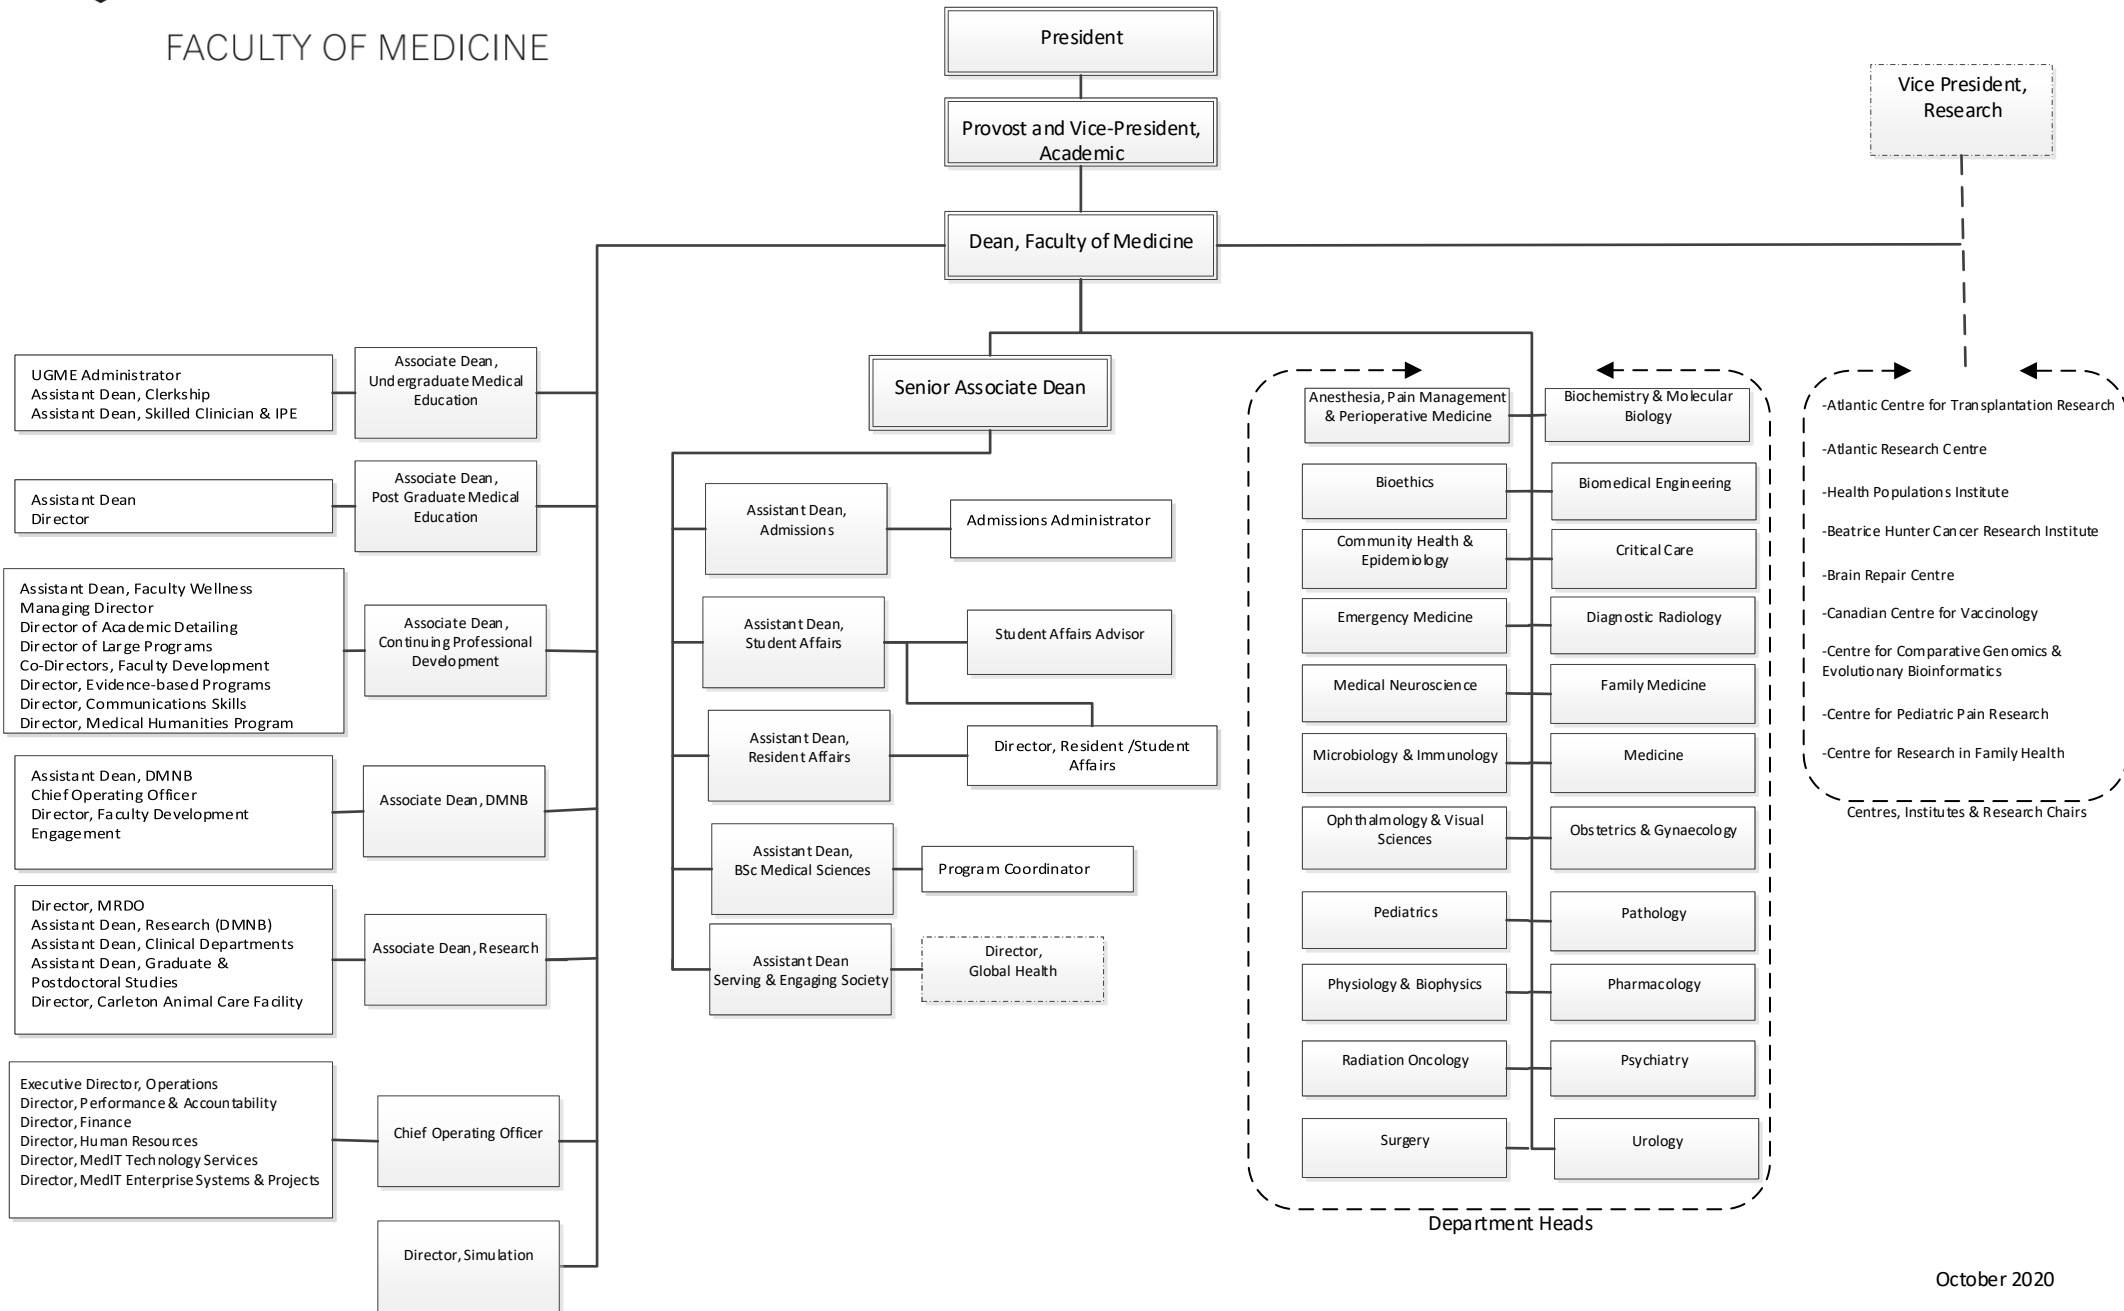 FACULTY OF MEDICINE
President
Provost and Vice-President,
Academic
Vice President,
Research
Dean, Faculty of Medicine
Senior Associate Dean
UGME Administrator
Assistant Dean, Clerkship
Assistant Dean, Skilled Clinician & IPE
Associate Dean,
Undergraduate Medical
Education
Assistant Dean
Director
Associate Dean,
Post Graduate Medical
Education
Assistant Dean, Faculty Wellness
Managing Director
Director of Academic Detailing
Director of Large Programs
Co-Directors, Faculty Development
Director, Evidence-based Programs
Director, Communications Skills
Director, Medical Humanities Program
Associate Dean,
Continuing Professional
Development
Assistant Dean, DMNB
Chief Operating Officer
Director, Faculty Development
Engagement
Associate Dean, DMNB
Director, MRDO
Assistant Dean, Research (DMNB)
Assistant Dean, Clinical Departments
Assistant Dean, Graduate &
Postdoctoral Studies
Director, Carleton Animal Care Facility
Associate Dean, Research
Executive Director, Operations
Director, Performance & Accountability
Director, Finance
Director, Human Resources
Director, MedIT Technology Services
Director, MedIT Enterprise Systems & Projects
Chief Operating Officer
Director, Simulation
Assistant Dean,
Admissions
Admissions Administrator
Assistant Dean,
Student Affairs
Student Affairs Advisor
Assistant Dean,
Resident Affairs
Director, Resident /Student
Affairs
Assistant Dean,
BSc Medical Sciences
Program Coordinator
Assistant Dean
Serving & Engaging Society
Director,
Global Health
Anesthesia, Pain Management
& Perioperative Medicine
Biochemistry & Molecular
Biology
Bioethics
Biomedical Engineering
Community Health &
Epidemiology
Critical Care
Emergency Medicine
Diagnostic Radiology
Medical Neuroscience
Family Medicine
Microbiology & Immunology
Medicine
Ophthalmology & Visual
Sciences
Obstetrics & Gynaecology
Pediatrics
Pathology
Physiology & Biophysics
Pharmacology
Radiation Oncology
Psychiatry
Surgery
Urology
Department Heads
-Atlantic Centre for Transplantation Research
-Atlantic Research Centre
-Health Populations Institute
-Beatrice Hunter Cancer Research Institute
-Brain Repair Centre
-Canadian Centre for Vaccinology
-Centre for Comparative Genomics &
Evolutionary Bioinformatics
-Centre for Pediatric Pain Research
-Centre for Research in Family Health
Centres, Institutes & Research Chairs
October 2020